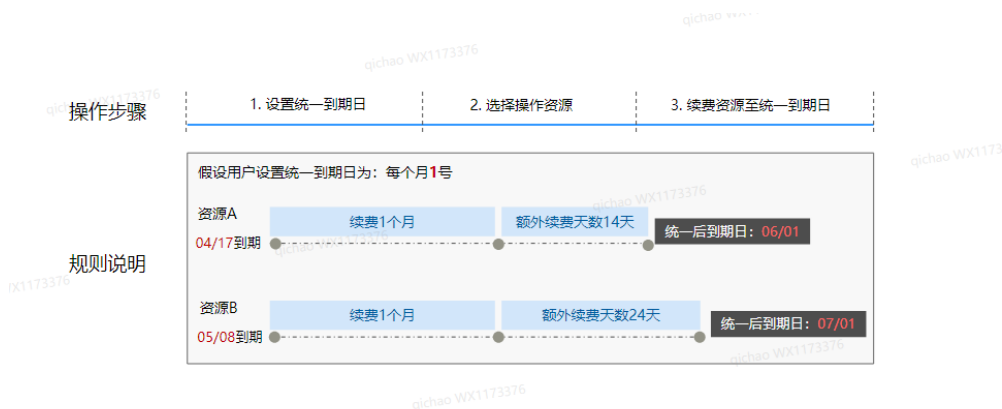 qichao WX
qichao WX1173376
qichao WX1173376
操作步骤
1. 设置统一到期日
2. 选择操作资源
3. 续费资源至统一到期日
qichao WX1173
假设用户设置统一到期日为：每个月1号
qichao WX1173376
资源A
续费1个月
额外续费天数14天
04/17到期
统一后到期日：06/01
qichao WX1173376
规则说明
WX1173376
资源B
续费1个月
额外续费天数24天
05/08到期
统一后到期日：07/01
qichao WX1173376
qichao WX1173376